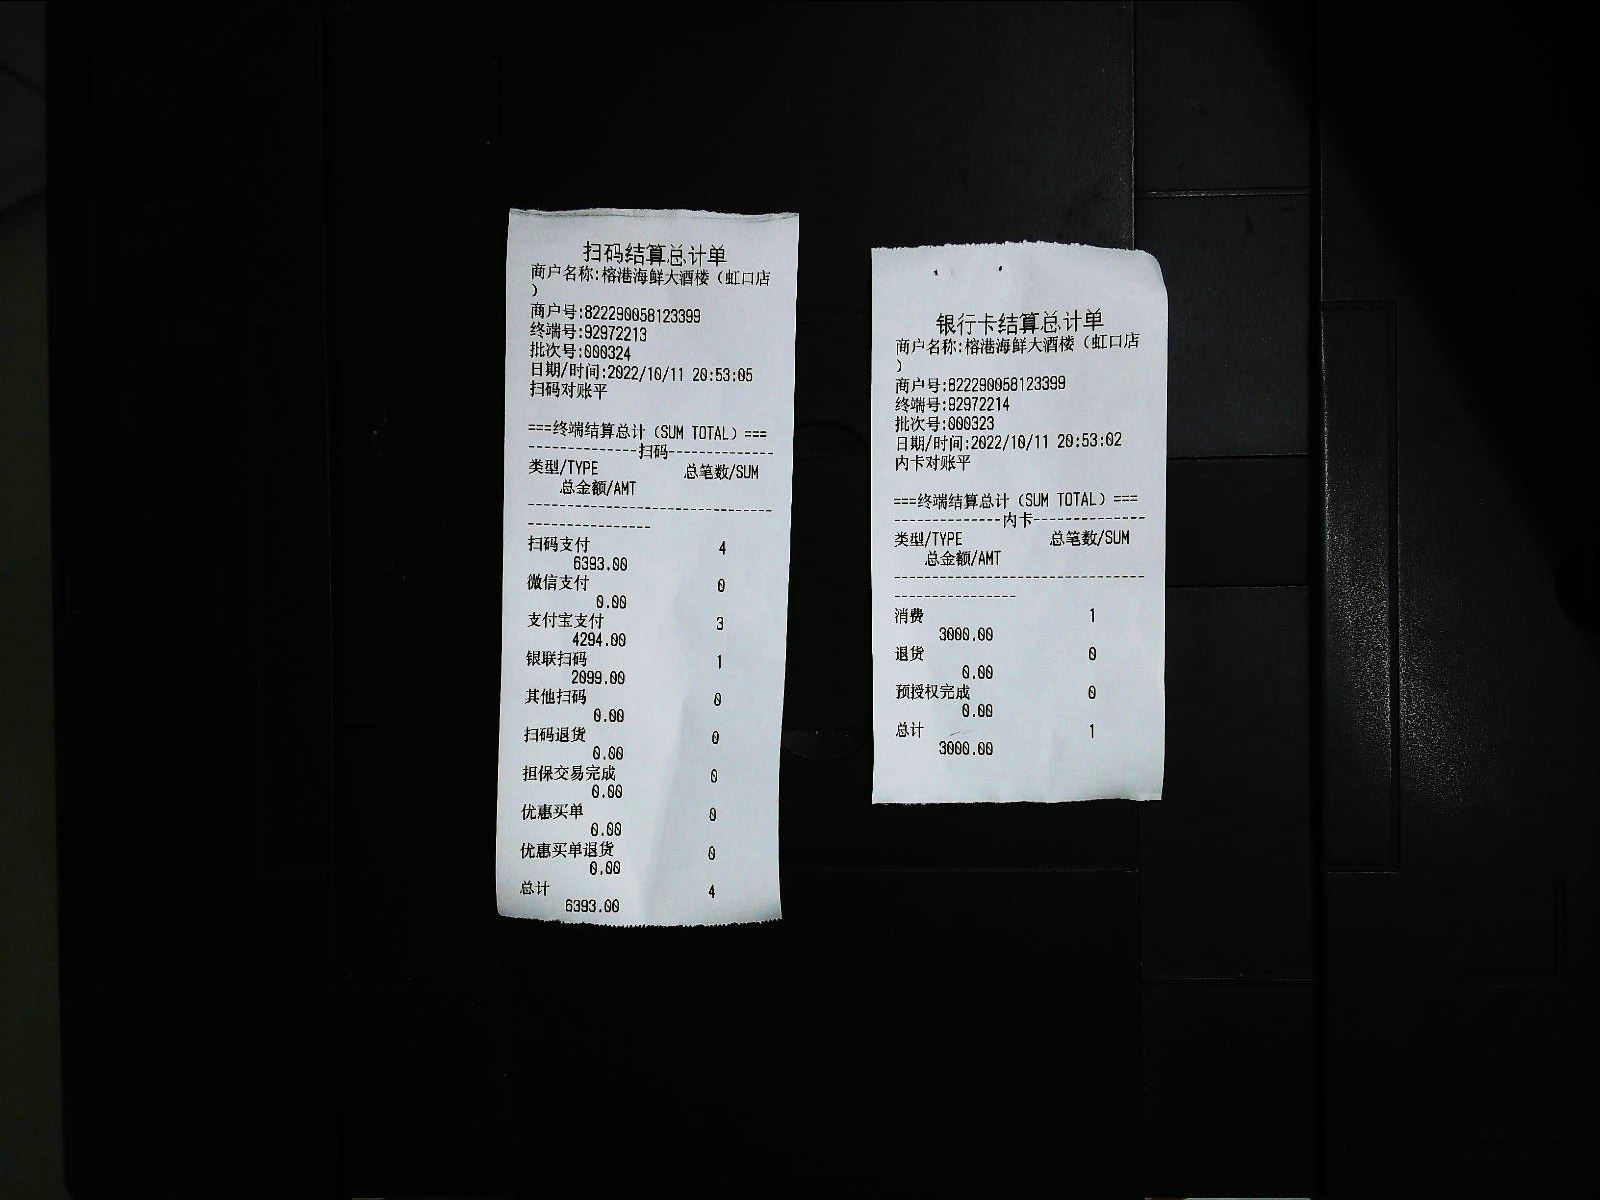 扫码结算总计单
商户名称:榕港海鲜大酒楼（虹口店
）
商户号:822290058123399
终端号:92972213
批次号:000324
日期/时间:2022/10/11 20:53:05
扫码对账平
===终端结算总计（SUM TOTAL）===
--------------扫码--------------
类型/TYPE 总笔数/SUM
总金额/AMT
--------------------------------
----------------
扫码支付 4
6393.00
微信支付 0
0.00
支付宝支付 3
4294.00
银联扫码 1
2099.00
其他扫码 0
0.00
扫码退货 0
0.00
担保交易完成 0
0.00
优惠买单 0
0.00
优惠买单退货 0
0.00
总计 4
6393.00
银行卡结算总计单
商户名称:榕港海鲜大酒楼（虹口店
）
商户号:822290058123399
终端号:92972214
批次号:000323
日期/时间:2022/10/11 20:53:02
内卡对账平
===终端结算总计（SUM TOTAL）===
--------------内卡--------------
类型/TYPE 总笔数/SUM
总金额/AMT
--------------------------------
----------------
消费 1
3000.00
退货 0
0.00
预授权完成 0
0.00
总计 1
3000.00